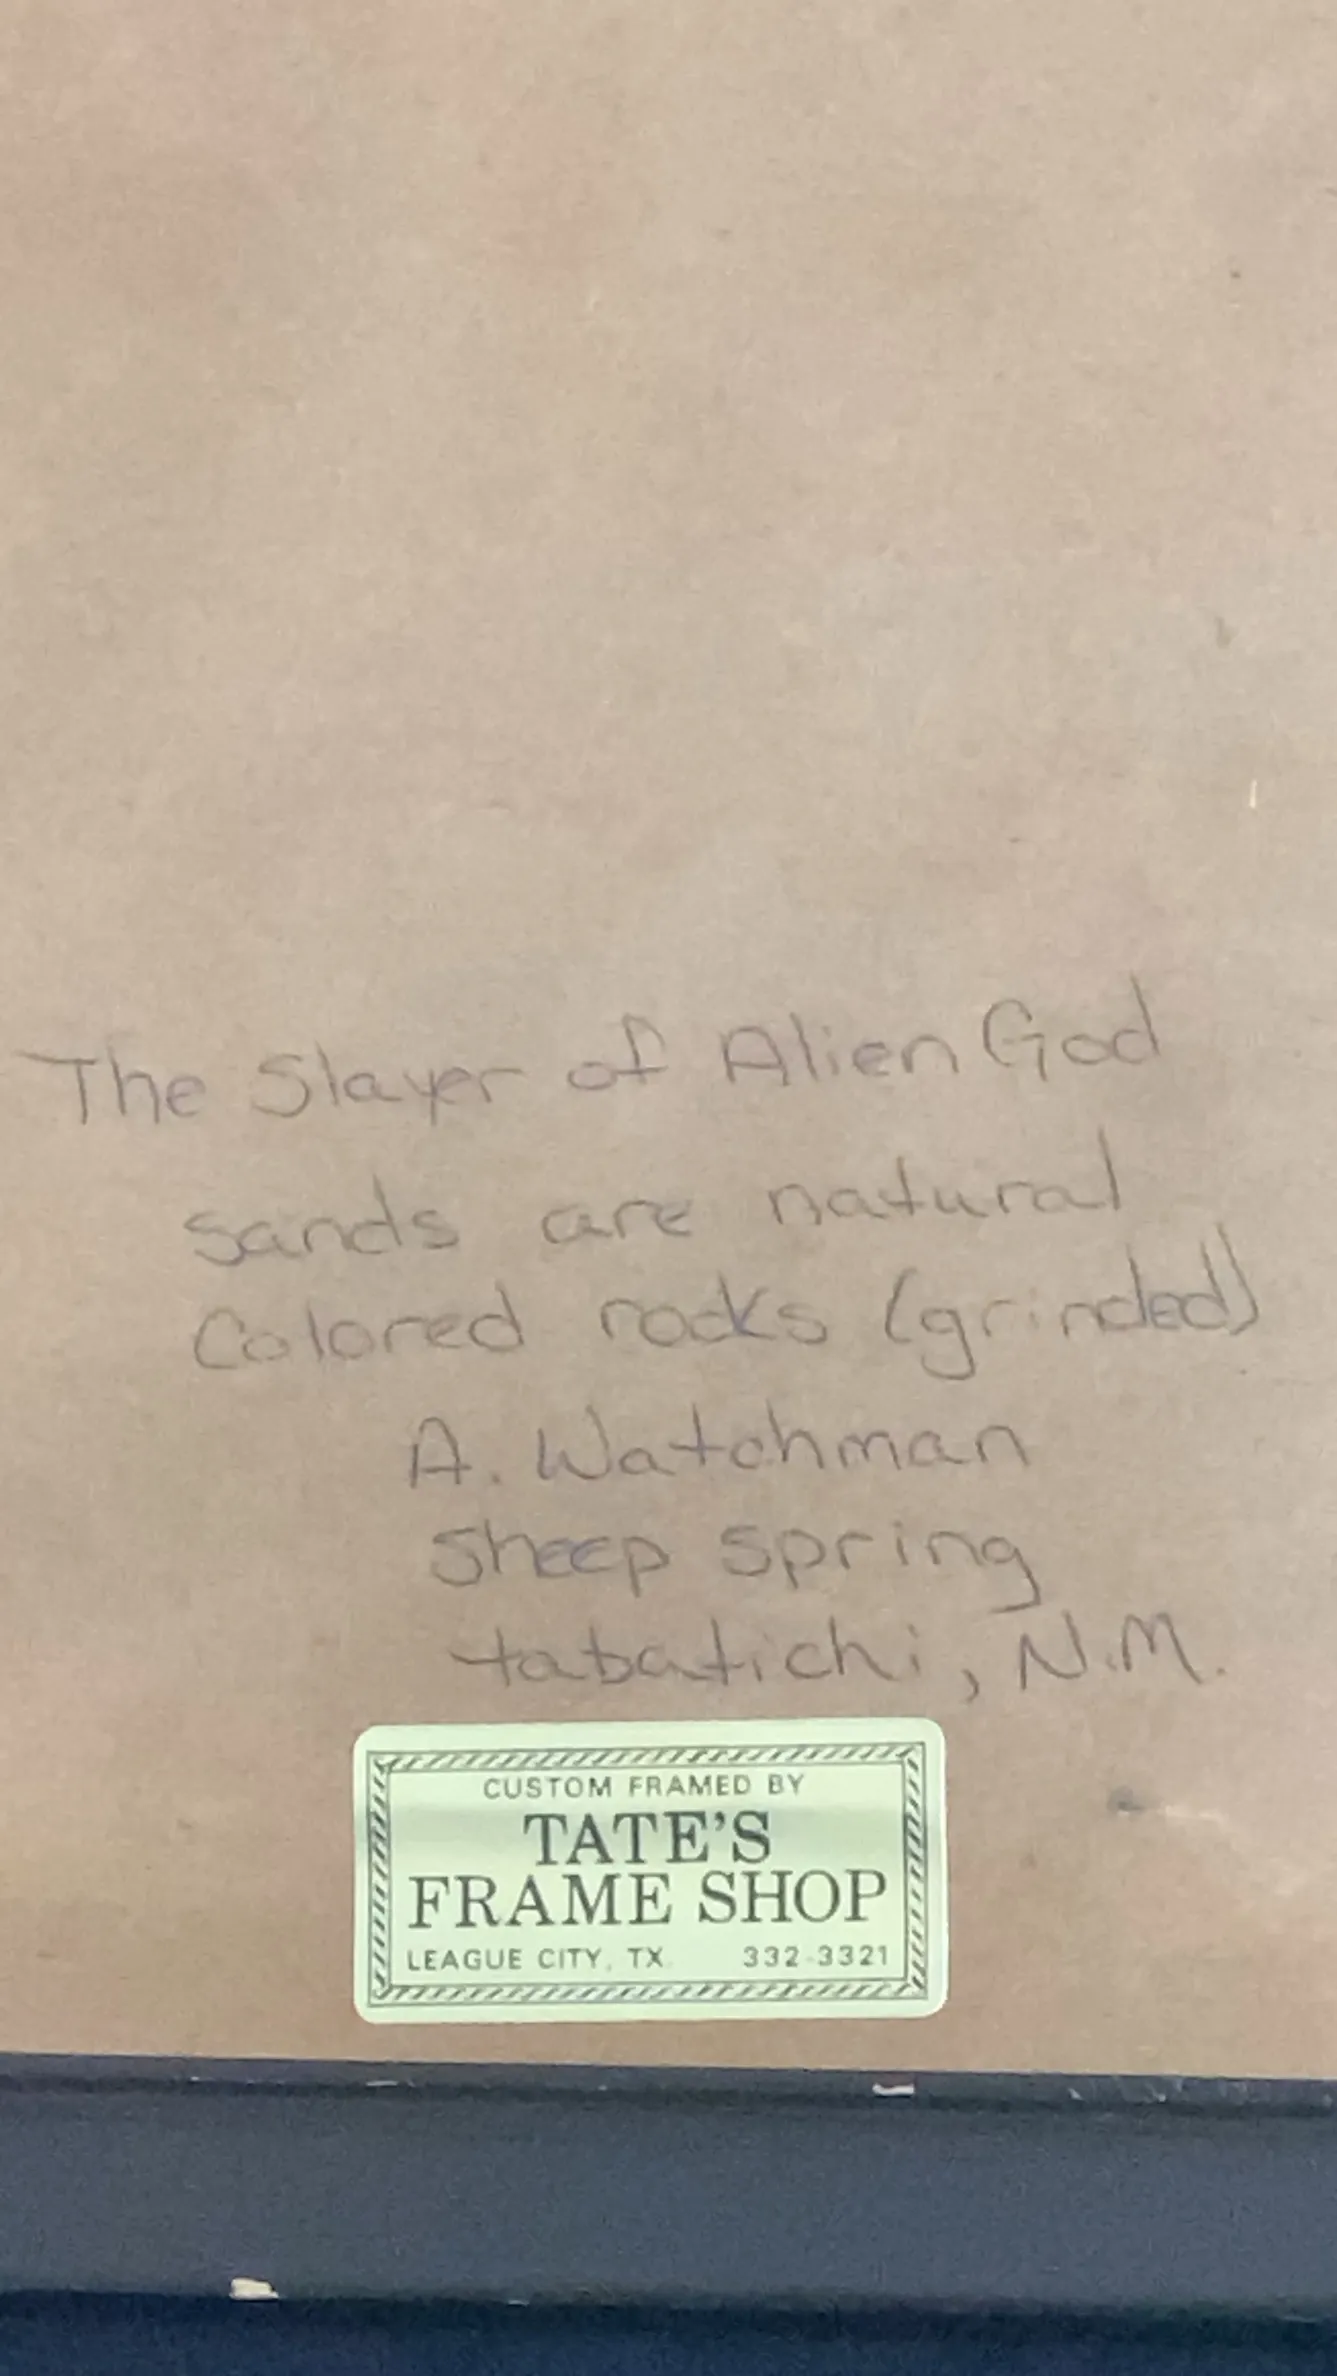 The Slayer of Alien God
sands are natural
Colored rocks (grinded)
A. Watchman
Sheep Spring
tabatichi, N.M.
CUSTOM FRAMED BY
TATE'S
FRAME SHOP
LEAGUE CITY, TX. 332-3321